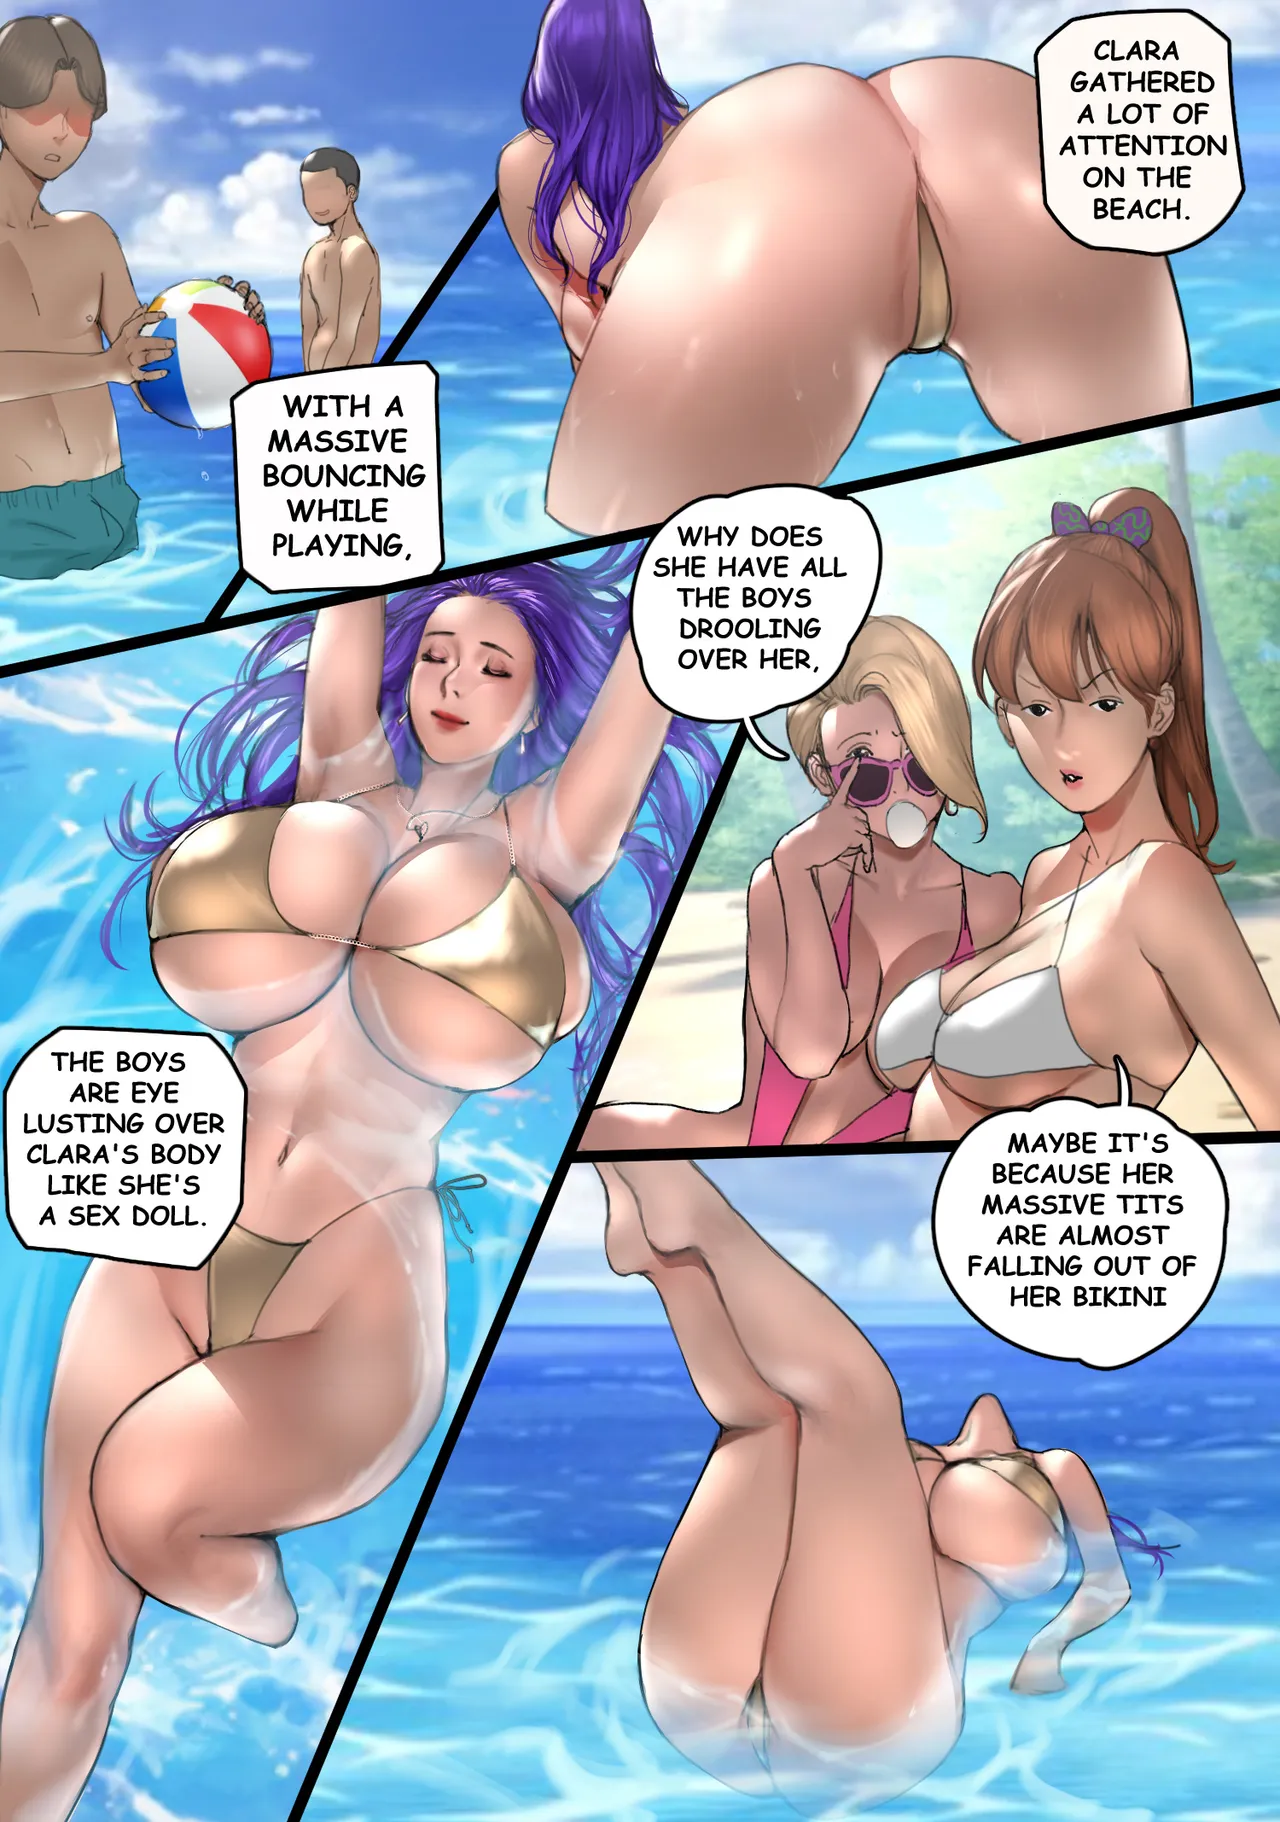 CLARA
GATHERED
A LOT OF
ATTENTION
ON THE
BEACH.
WITH A
MASSIVE
BOUNCING
WHILE
PLAYING,
WHY DOES
SHE HAVE ALL
THE BOYS
DROOLING
OVER HER,
THE BOYS
ARE EYE
LUSTING OVER
CLARA'S BODY
LIKE SHE'S
A SEX DOLL.
MAYBE IT'S
BECAUSE HER
MASSIVE TITS
ARE ALMOST
FALLING OUT OF
HER BIKINI